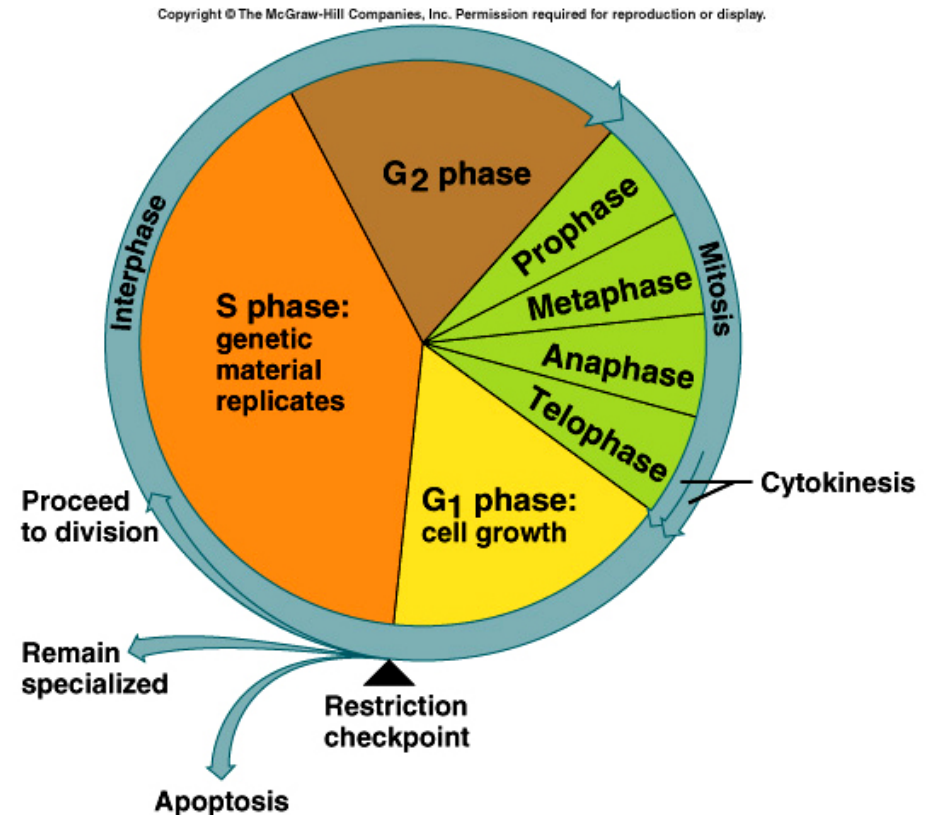 Copyright © The McGraw-Hill Companies, Inc. Permission required for reproduction or display.
G2 phase
Prophase
Metaphase
Anaphase
Telophase
Mitosis
Interphase
S phase:
genetic
material
replicates
G1 phase:
cell growth
Cytokinesis
Proceed
to division
Remain
specialized
Restriction
checkpoint
Apoptosis